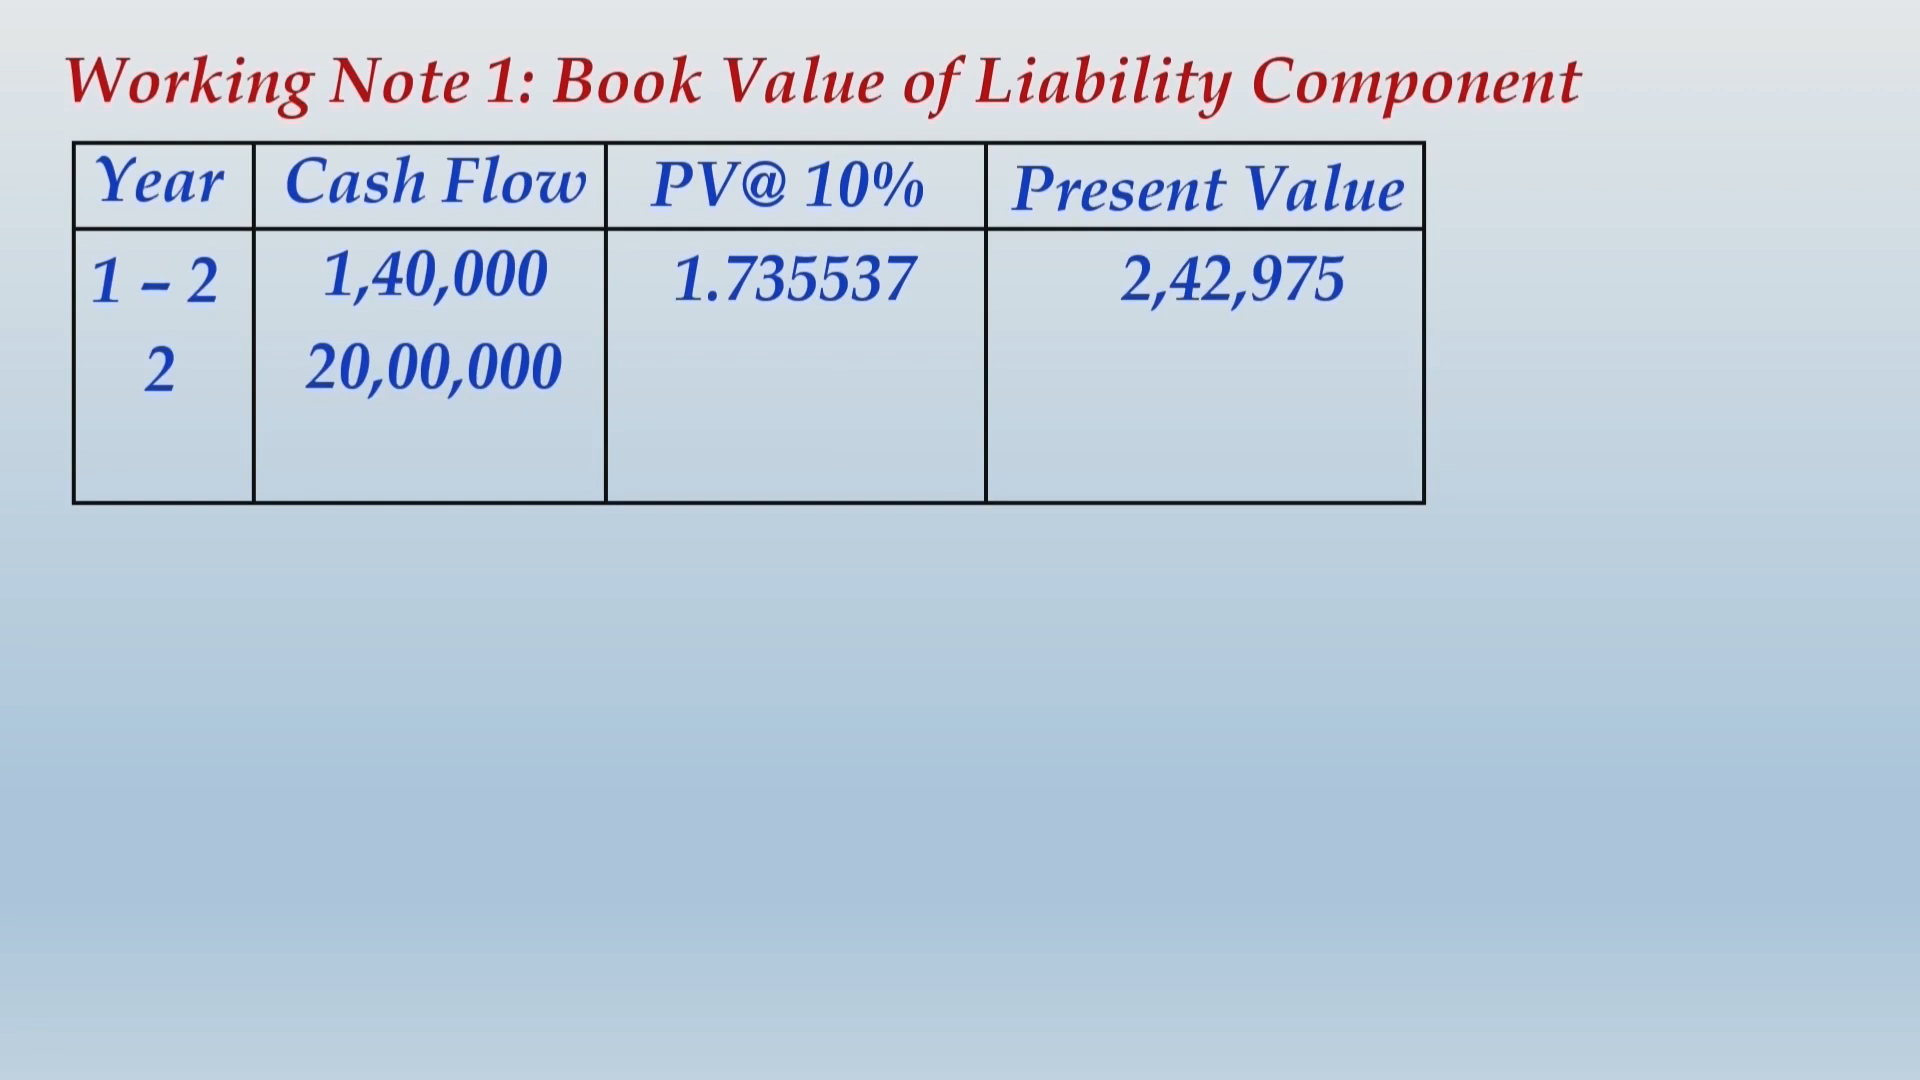 Working Note 1: Book Value of Liability Component
Year Cash Flow PV@ 10% Present Value
1 – 2 1,40,000 1.735537 2,42,975
2 20,00,000